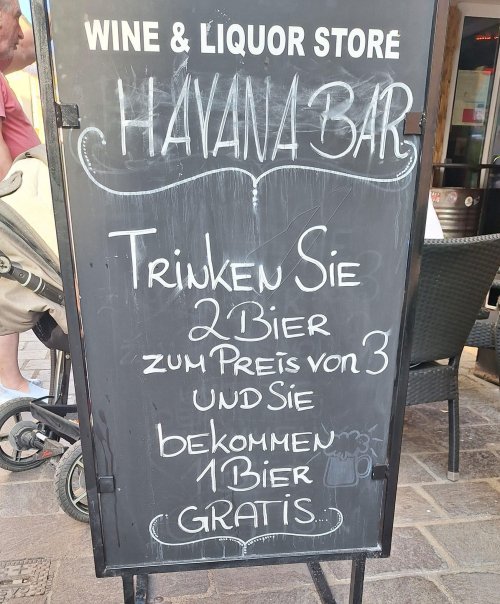 WINE & LIQUOR STORE
HAVANA BAR
TRINKEN SIE
2 BIER
ZUM PREIS VON 3
UND SIE
bEKOMMEN
1 BIER
GRATIS...